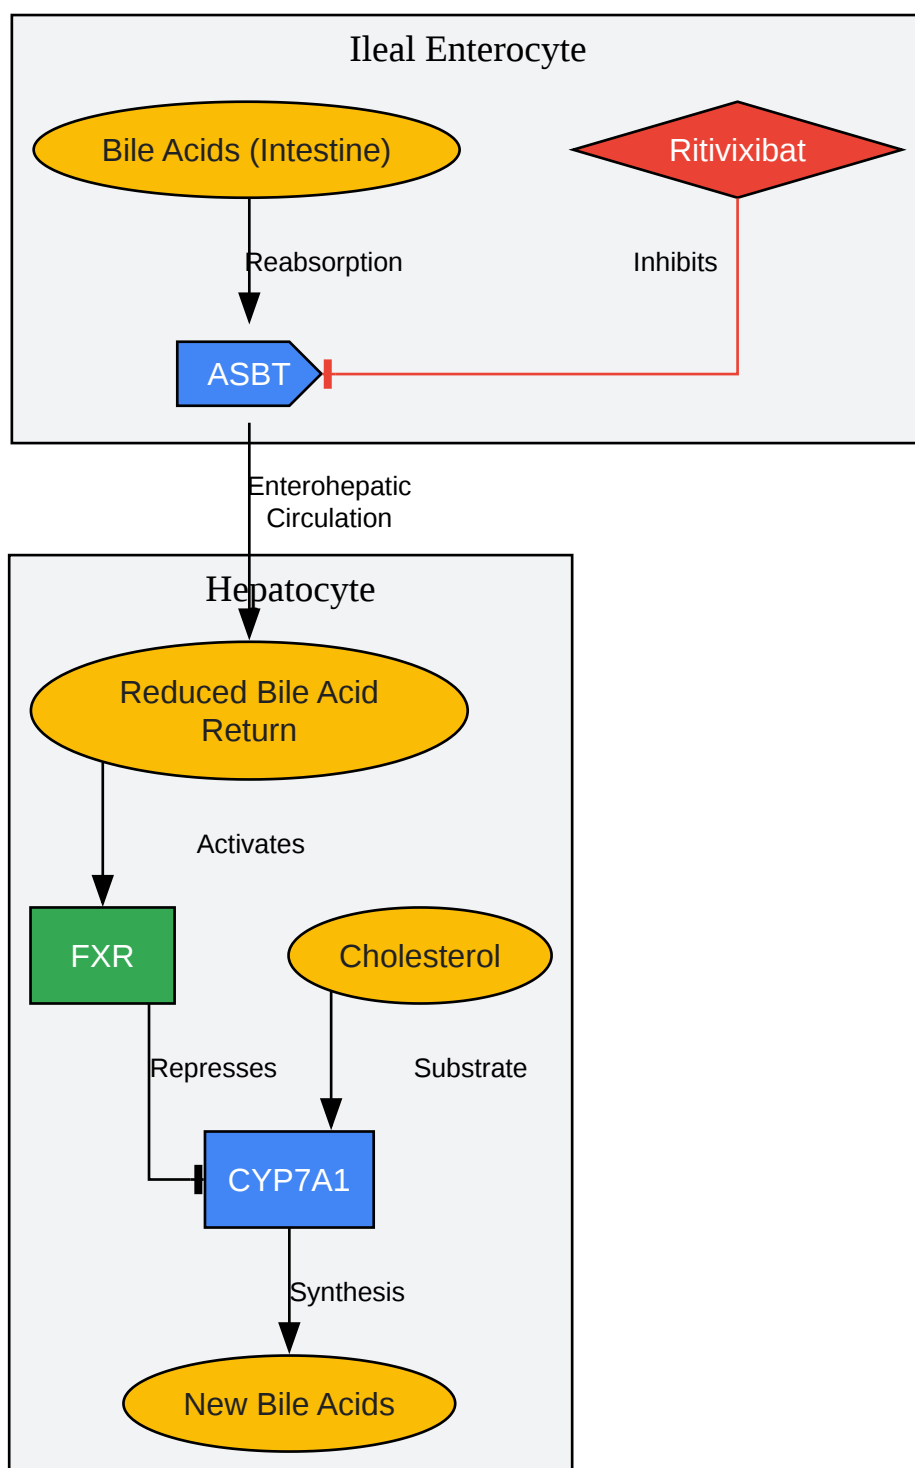 Ileal Enterocyte
Bile Acids (Intestine)
Ritivixibat
Reabsorption
Inhibits
ASBT
Enterohepatic
Circulation
Hepatocyte
Reduced Bile Acid
Return
Activates
FXR
Cholesterol
Represses
Substrate
CYP7A1
Synthesis
New Bile Acids